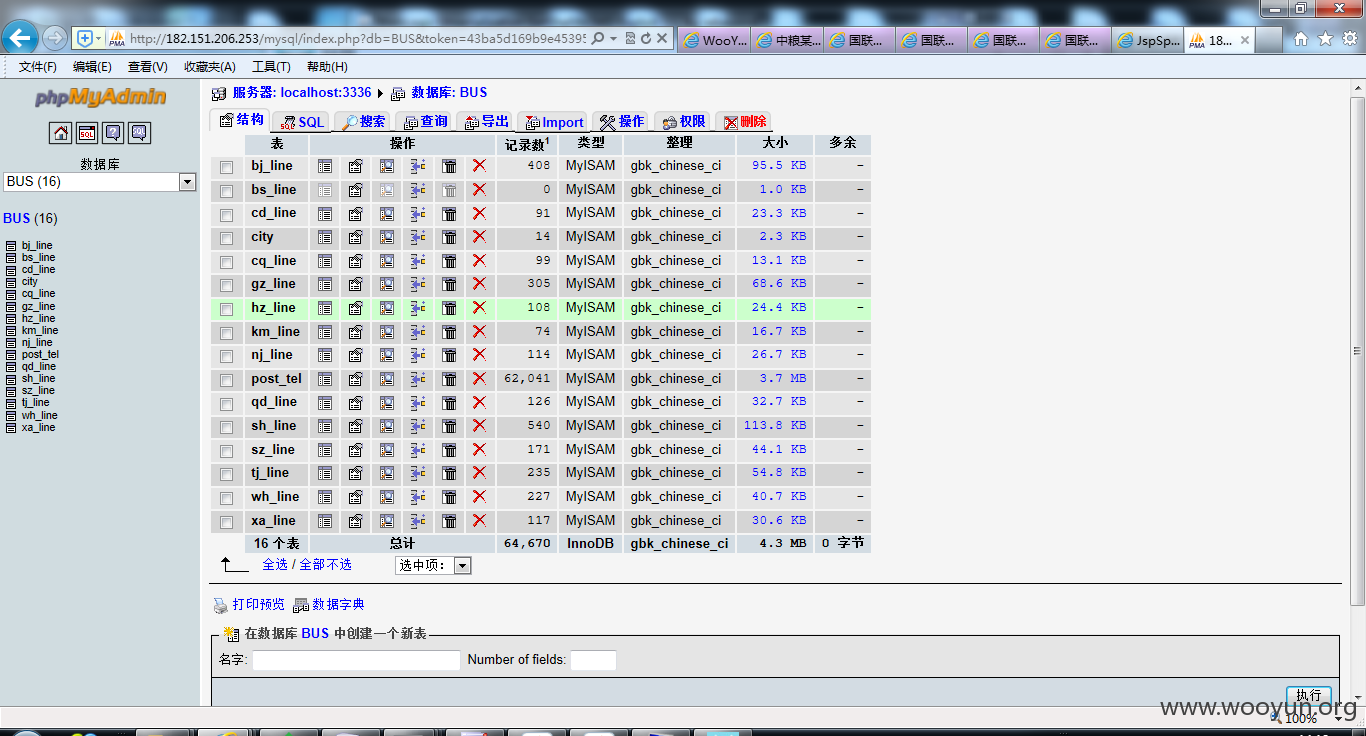 http://182.151.206.253/mysql/index.php?db=BUS&token=43ba5d169b9e4539
WooY...
中粮某...
国联...
国联...
国联...
国联...
JspSp...
18...
文件(F) 编辑(E) 查看(V) 收藏夹(A) 工具(T) 帮助(H)
phpMyAdmin
数据库
BUS (16)
BUS (16)
bj_line
bs_line
cd_line
city
cq_line
gz_line
hz_line
km_line
nj_line
post_tel
qd_line
sh_line
sz_line
tj_line
wh_line
xa_line
服务器: localhost:3336 数据库: BUS
结构 SQL 搜索 查询 导出 Import 操作 权限 删除
表 操作 记录数1 类型 整理 大小 多余
bj_line 408 MyISAM gbk_chinese_ci 95.5 KB -
bs_line 0 MyISAM gbk_chinese_ci 1.0 KB -
cd_line 91 MyISAM gbk_chinese_ci 23.3 KB -
city 14 MyISAM gbk_chinese_ci 2.3 KB -
cq_line 99 MyISAM gbk_chinese_ci 13.1 KB -
gz_line 305 MyISAM gbk_chinese_ci 68.6 KB -
hz_line 108 MyISAM gbk_chinese_ci 24.4 KB -
km_line 74 MyISAM gbk_chinese_ci 16.7 KB -
nj_line 114 MyISAM gbk_chinese_ci 26.7 KB -
post_tel 62,041 MyISAM gbk_chinese_ci 3.7 MB -
qd_line 126 MyISAM gbk_chinese_ci 32.7 KB -
sh_line 540 MyISAM gbk_chinese_ci 113.8 KB -
sz_line 171 MyISAM gbk_chinese_ci 44.1 KB -
tj_line 235 MyISAM gbk_chinese_ci 54.8 KB -
wh_line 227 MyISAM gbk_chinese_ci 40.7 KB -
xa_line 117 MyISAM gbk_chinese_ci 30.6 KB -
16 个表 总计 64,670 InnoDB gbk_chinese_ci 4.3 MB 0 字节
全选 / 全部不选 选中项:
打印预览 数据字典
在数据库 BUS 中创建一个新表
名字: Number of fields:
执行
www.wooyun.org
100%